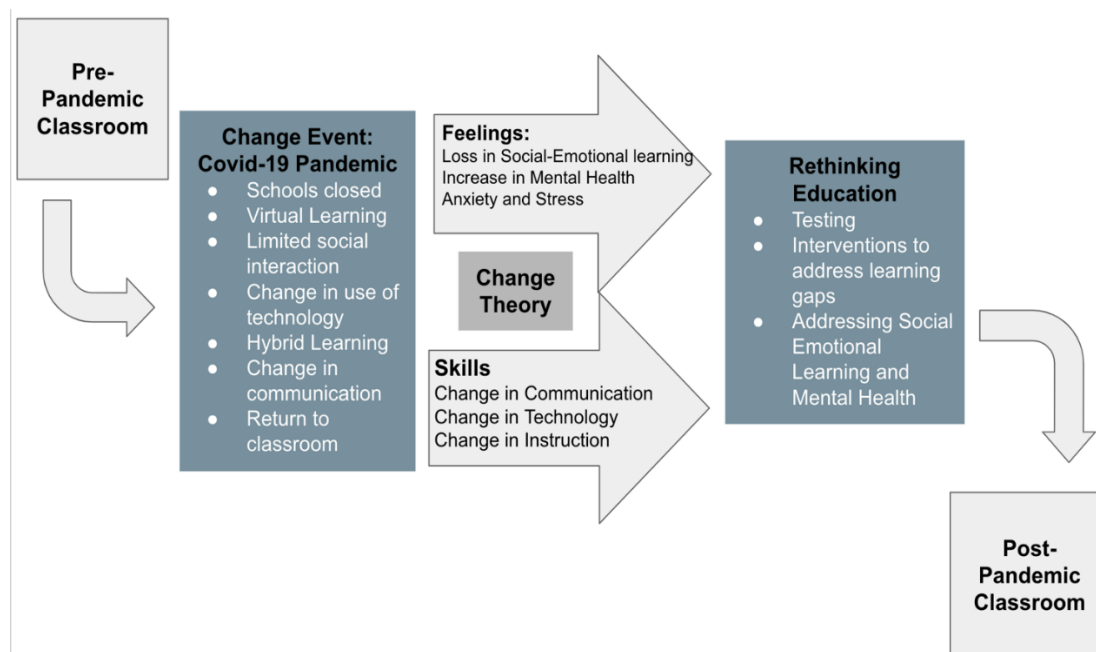 Pre-
Pandemic
Classroom
Change Event:
Covid-19 Pandemic
● Schools closed
● Virtual Learning
● Limited social
interaction
● Change in use of
technology
● Hybrid Learning
● Change in
communication
● Return to
classroom
Feelings:
Loss in Social-Emotional learning
Increase in Mental Health
Anxiety and Stress
Change
Theory
Skills
Change in Communication
Change in Technology
Change in Instruction
Rethinking
Education
● Testing
● Interventions to
address learning
gaps
● Addressing Social
Emotional
Learning and
Mental Health
Post-
Pandemic
Classroom